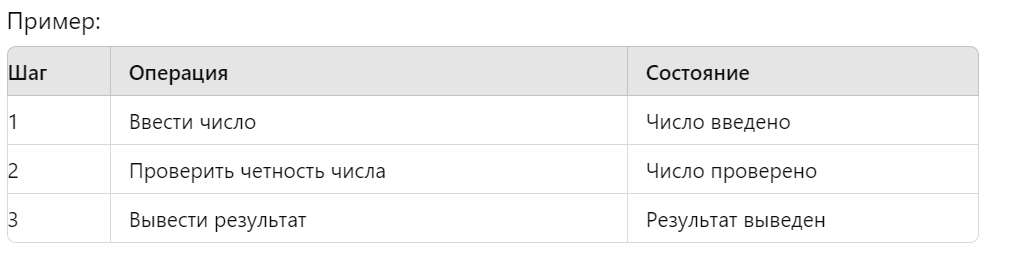 Пример:
Шаг Операция Состояние
1 Ввести число Число введено
2 Проверить четность числа Число проверено
3 Вывести результат Результат выведен